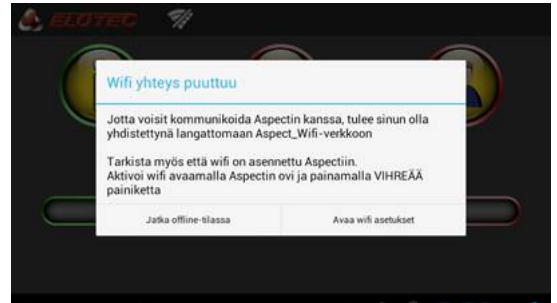 ELOTEC
Wifi yhteys puuttuu
Jotta voisit kommunikoida Aspectin kanssa, tulee sinun olla
yhdistettynä langattomaan Aspect_Wifi-verkkoon
Tarkista myös että wifi on asennettu Aspectiin.
Aktivoi wifi avaamalla Aspectin ovi ja painamalla VIHREÄÄ
painiketta
Jatka offline-tilassa
Avaa wifi asetukset